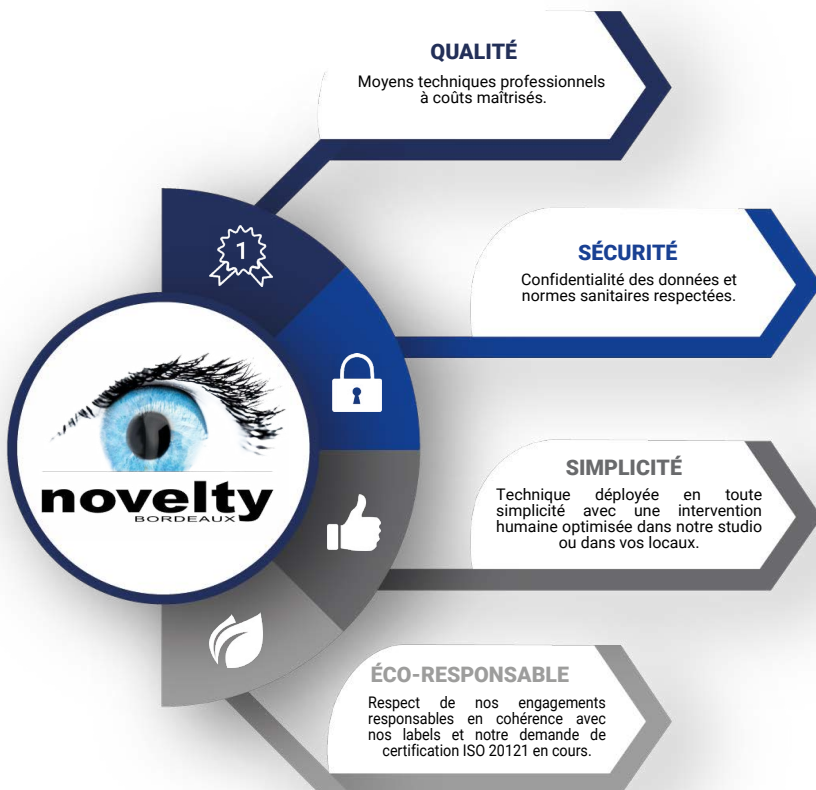 QUALITÉ
Moyens techniques professionnels
à coûts maîtrisés.
1
SÉCURITÉ
Confidentialité des données et
normes sanitaires respectées.
novelty
BORDEAUX
SIMPLICITÉ
Technique déployée en toute
simplicité avec une intervention
humaine optimisée dans notre studio
ou dans vos locaux.
ÉCO-RESPONSABLE
Respect de nos engagements
responsables en cohérence avec
nos labels et notre demande de
certification ISO 20121 en cours.